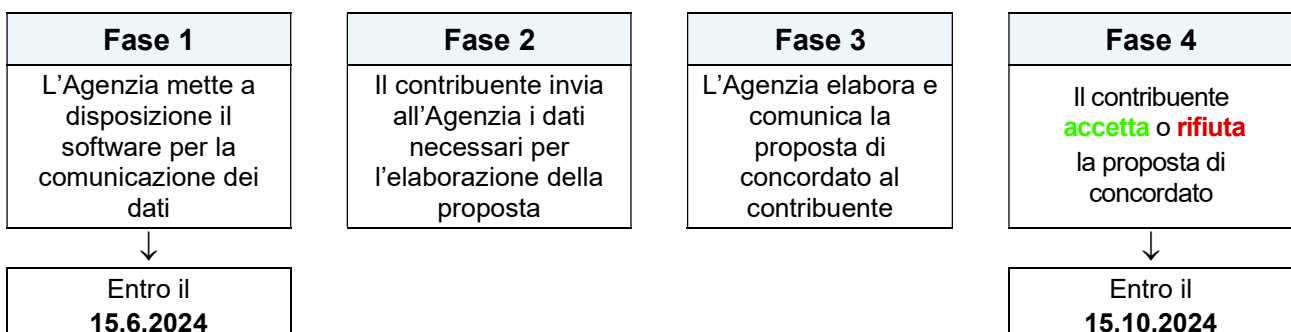 Fase 1
L’Agenzia mette a
disposizione il
software per la
comunicazione dei
dati
Entro il
15.6.2024
Fase 2
Il contribuente invia
all’Agenzia i dati
necessari per
l’elaborazione della
proposta
Fase 3
L’Agenzia elabora e
comunica la
proposta di
concordato al
contribuente
Fase 4
Il contribuente
accetta o rifiuta
la proposta di
concordato
Entro il
15.10.2024